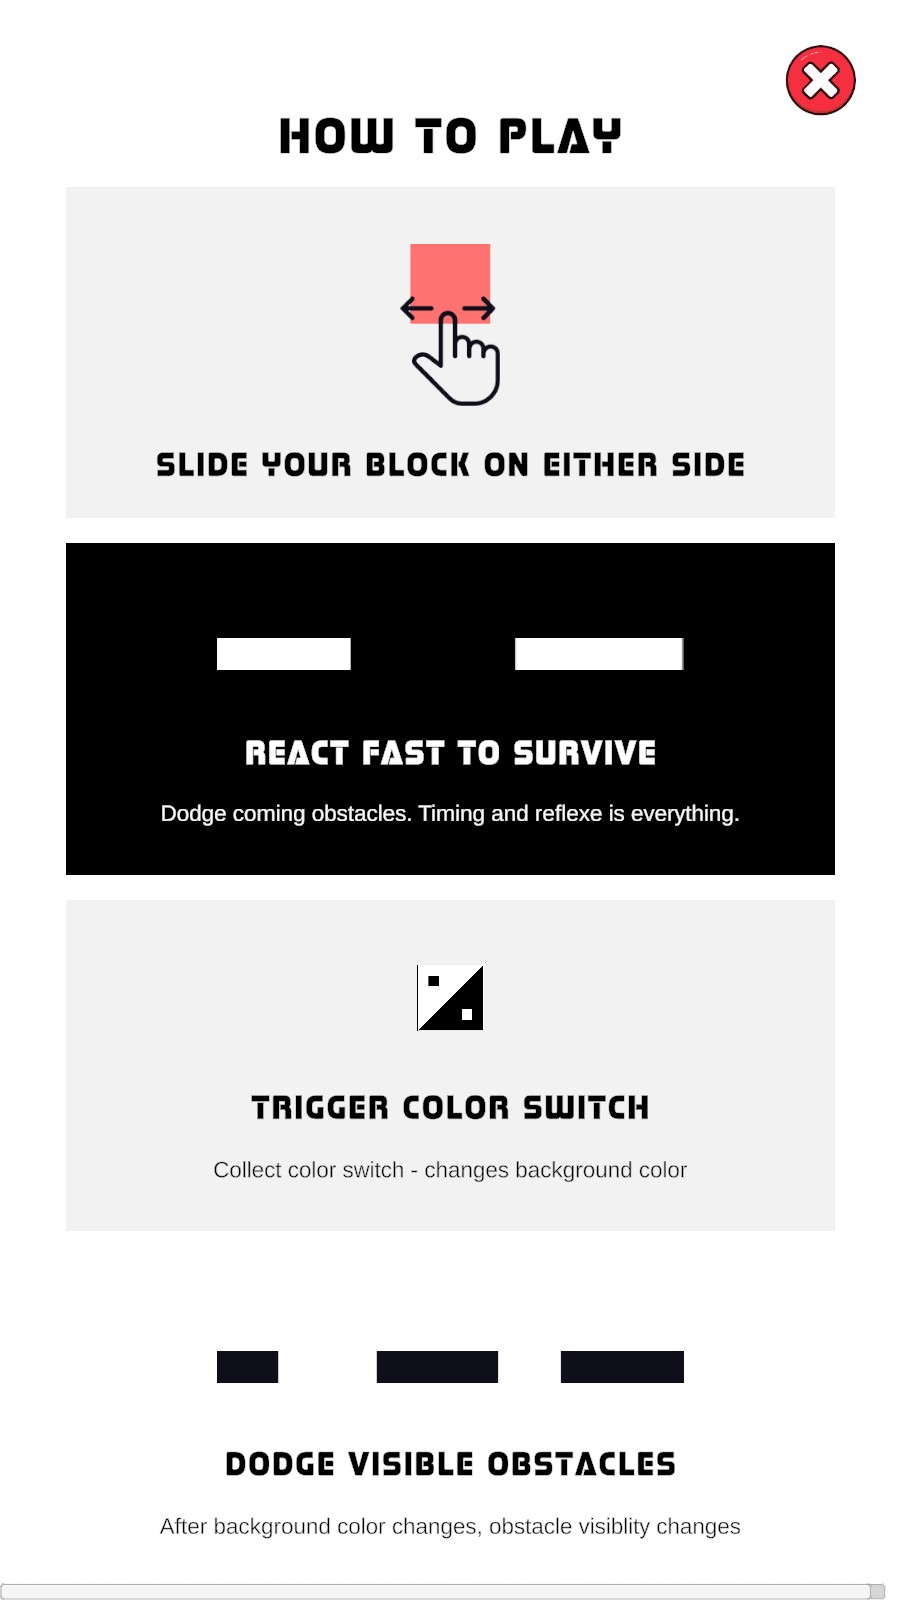 HOW TO PLAY
SLIDE YOUR BLOCK ON EITHER SIDE
REACT FAST TO SURVIVE
Dodge coming obstacles. Timing and reflexe is everything.
TRIGGER COLOR SWITCH
Collect color switch - changes background color
DODGE VISIBLE OBSTACLES
After background color changes, obstacle visiblity changes